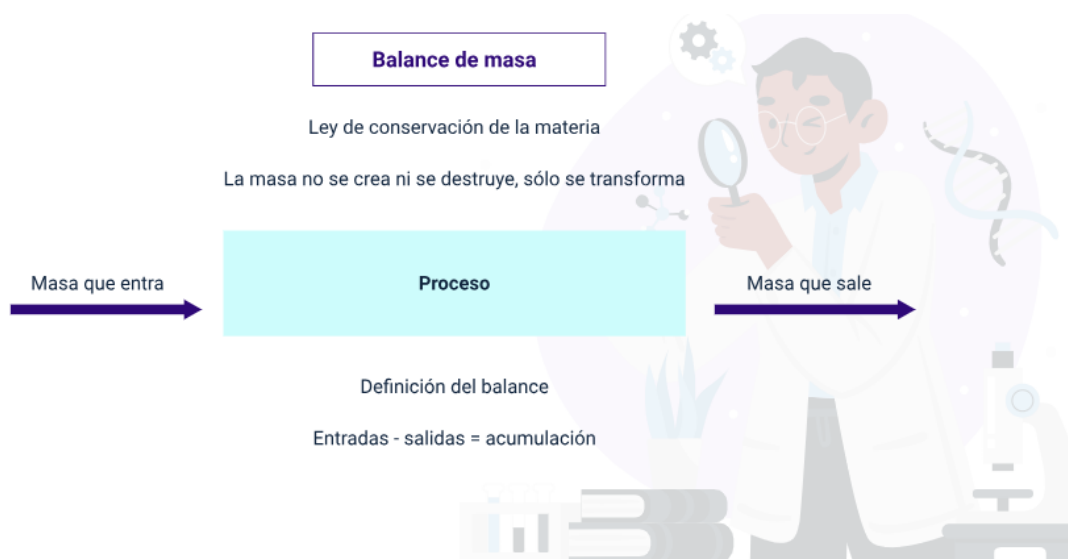 Balance de masa
Ley de conservación de la materia
La masa no se crea ni se destruye, sólo se transforma
Masa que entra
Proceso
Masa que sale
Definición del balance
Entradas - salidas = acumulación